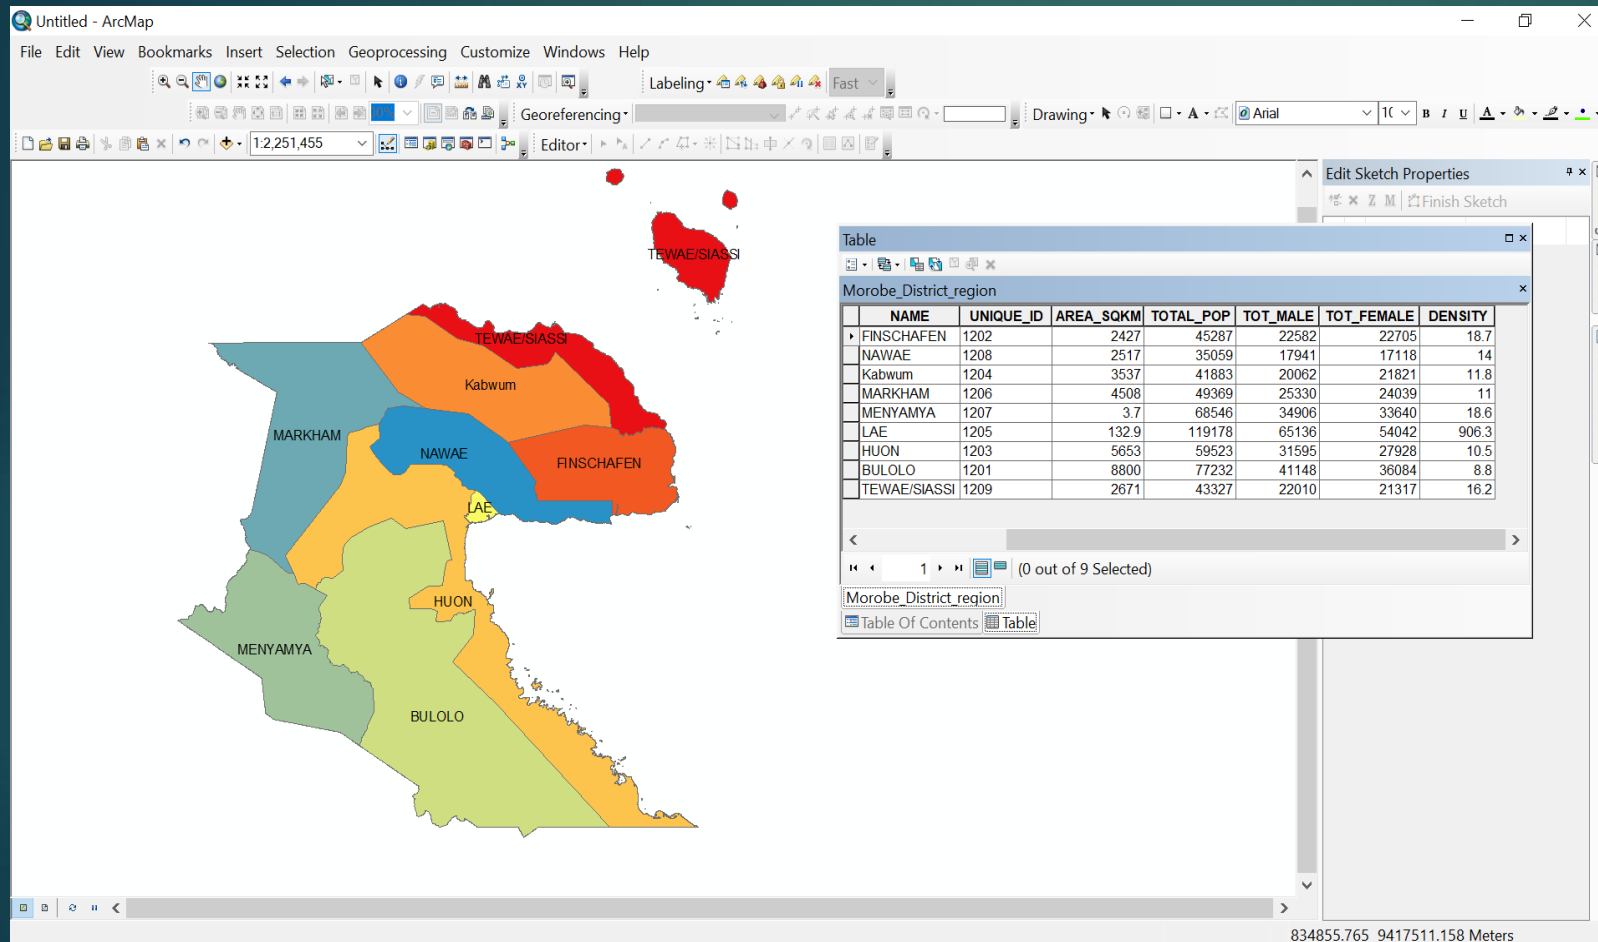 Untitled - ArcMap
File Edit View Bookmarks Insert Selection Geoprocessing Customize Windows Help
Labeling Fast
Georeferencing Drawing Arial B I U A
1:2,251,455 Editor
Edit Sketch Properties
Z M Finish Sketch
TEWAE/SIASSI
TEWAE/SIASSI
Kabwum
MARKHAM
NAWAE
FINSCHAFEN
LAE
HUON
MENYAMYA
BULOLO
Table
Morobe_District_region
NAME UNIQUE_ID AREA_SQKM TOTAL_POP TOT_MALE TOT_FEMALE DENSITY
FINSCHAFEN 1202 2427 45287 22582 22705 18.7
NAWAE 1208 2517 35059 17941 17118 14
Kabwum 1204 3537 41883 20062 21821 11.8
MARKHAM 1206 4508 49369 25330 24039 11
MENYAMYA 1207 3.7 68546 34906 33640 18.6
LAE 1205 132.9 119178 65136 54042 906.3
HUON 1203 5653 59523 31595 27928 10.5
BULOLO 1201 8800 77232 41148 36084 8.8
TEWAE/SIASSI 1209 2671 43327 22010 21317 16.2
1 (0 out of 9 Selected)
Morobe_District_region
Table Of Contents Table
834855.765 9417511.158 Meters